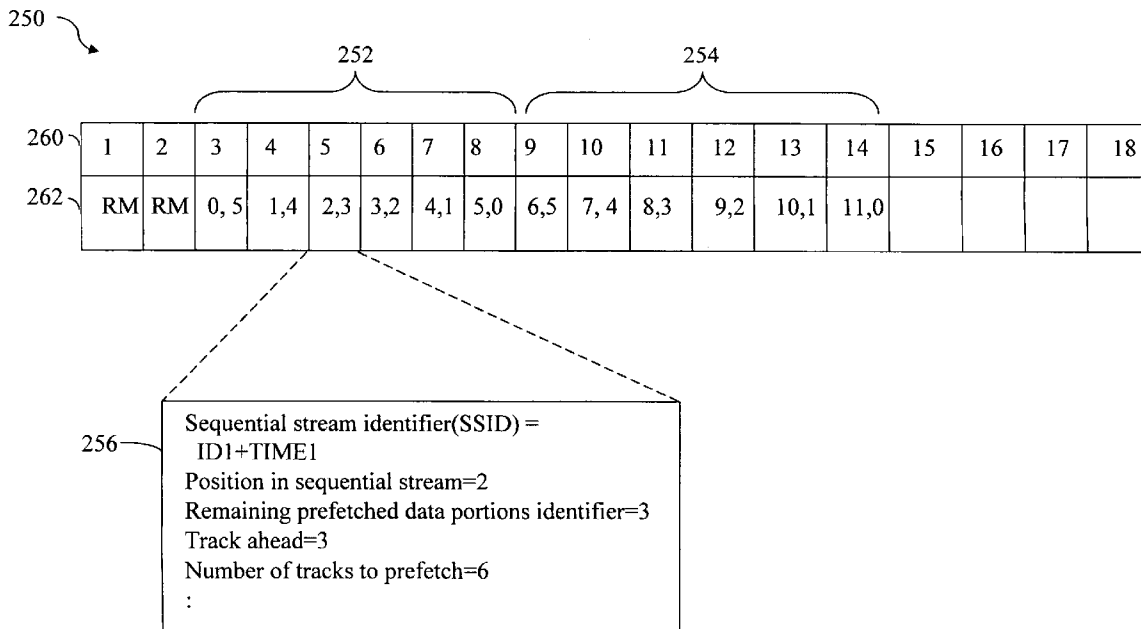 250
252 254
260 1 2 3 4 5 6 7 8 9 10 11 12 13 14 15 16 17 18
262 RM RM 0, 5 1,4 2,3 3,2 4,1 5,0 6,5 7, 4 8,3 9,2 10,1 11,0
256
Sequential stream identifier(SSID) =
ID1+TIME1
Position in sequential stream=2
Remaining prefetched data portions identifier=3
Track ahead=3
Number of tracks to prefetch=6
: